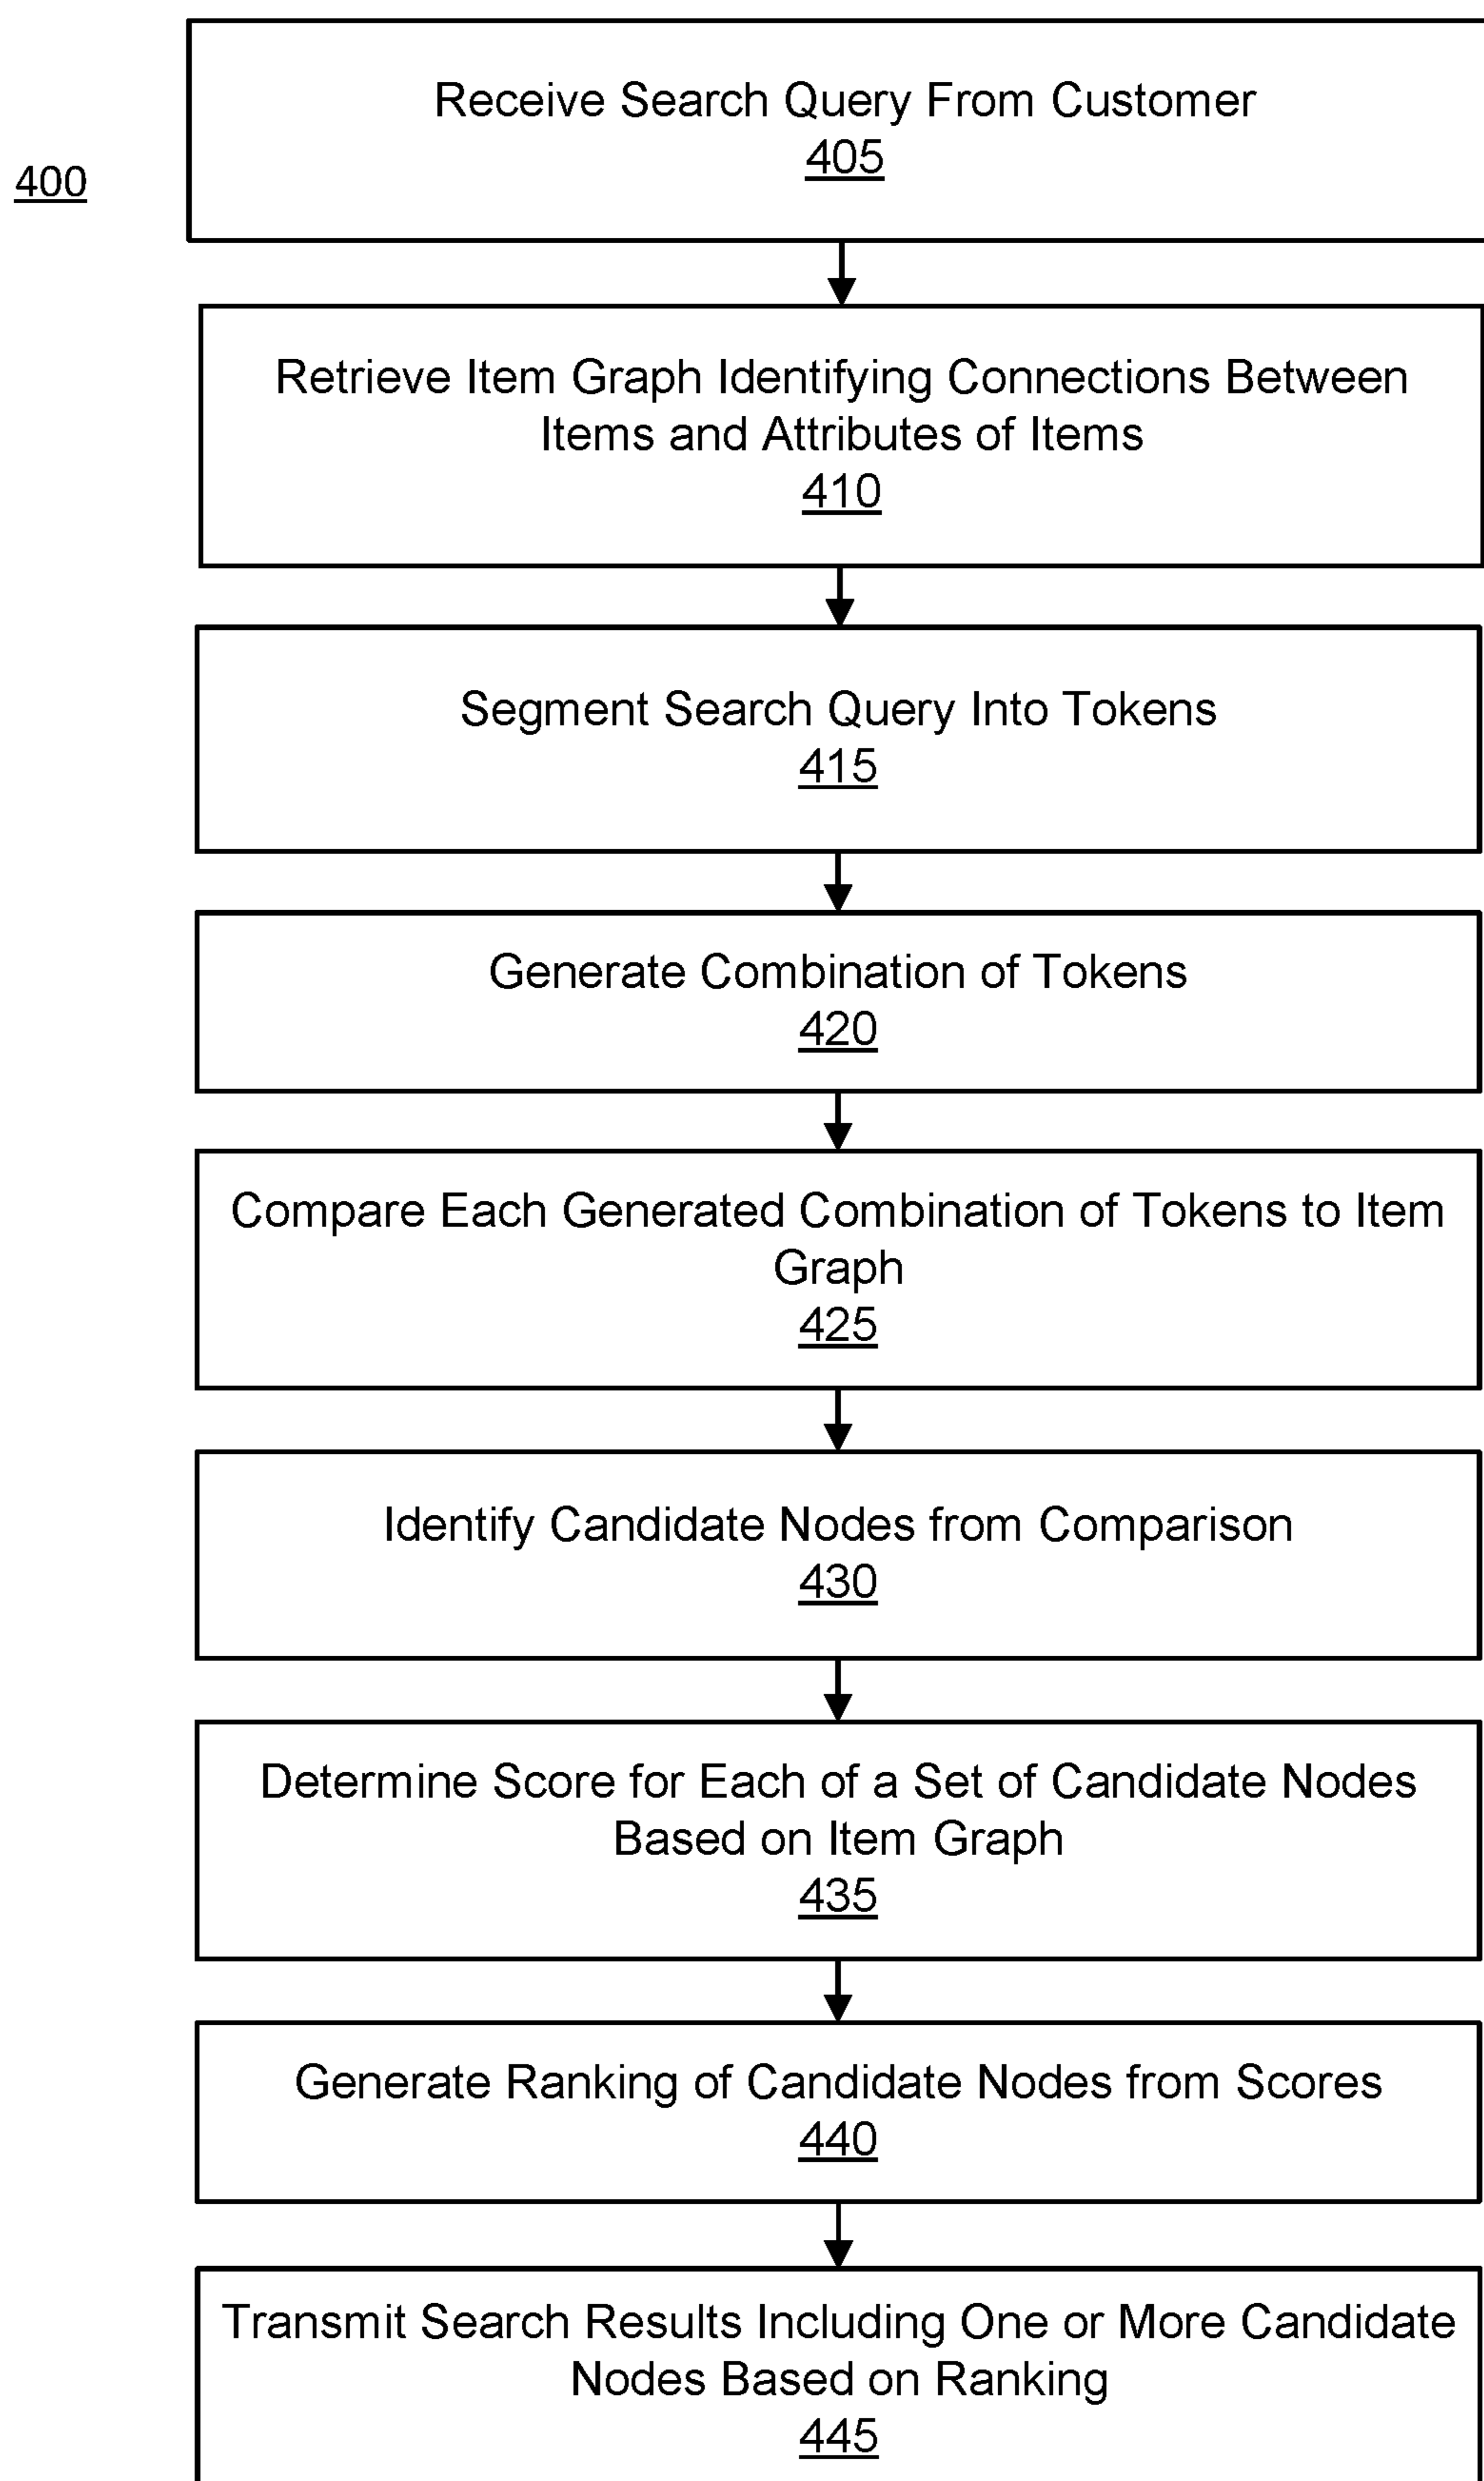 Receive Search Query From Customer
405
400
Retrieve Item Graph Identifying Connections Between
Items and Attributes of Items
410
Segment Search Query Into Tokens
415
Generate Combination of Tokens
420
Compare Each Generated Combination of Tokens to Item
Graph
425
Identify Candidate Nodes from Comparison
430
Determine Score for Each of a Set of Candidate Nodes
Based on Item Graph
435
Generate Ranking of Candidate Nodes from Scores
440
Transmit Search Results Including One or More Candidate
Nodes Based on Ranking
445